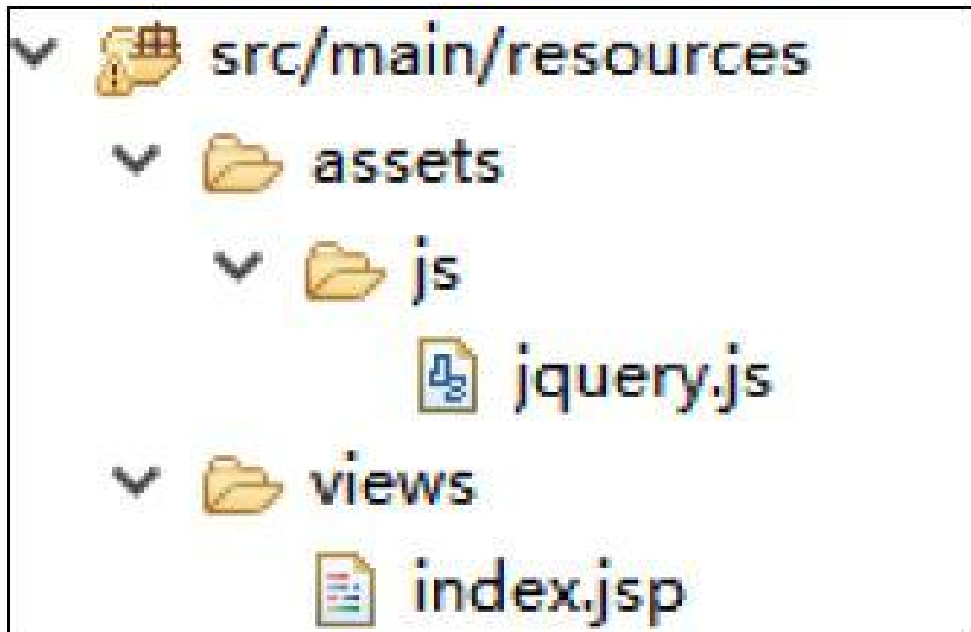 src/main/resources
assets
js
jquery.js
views
index.jsp